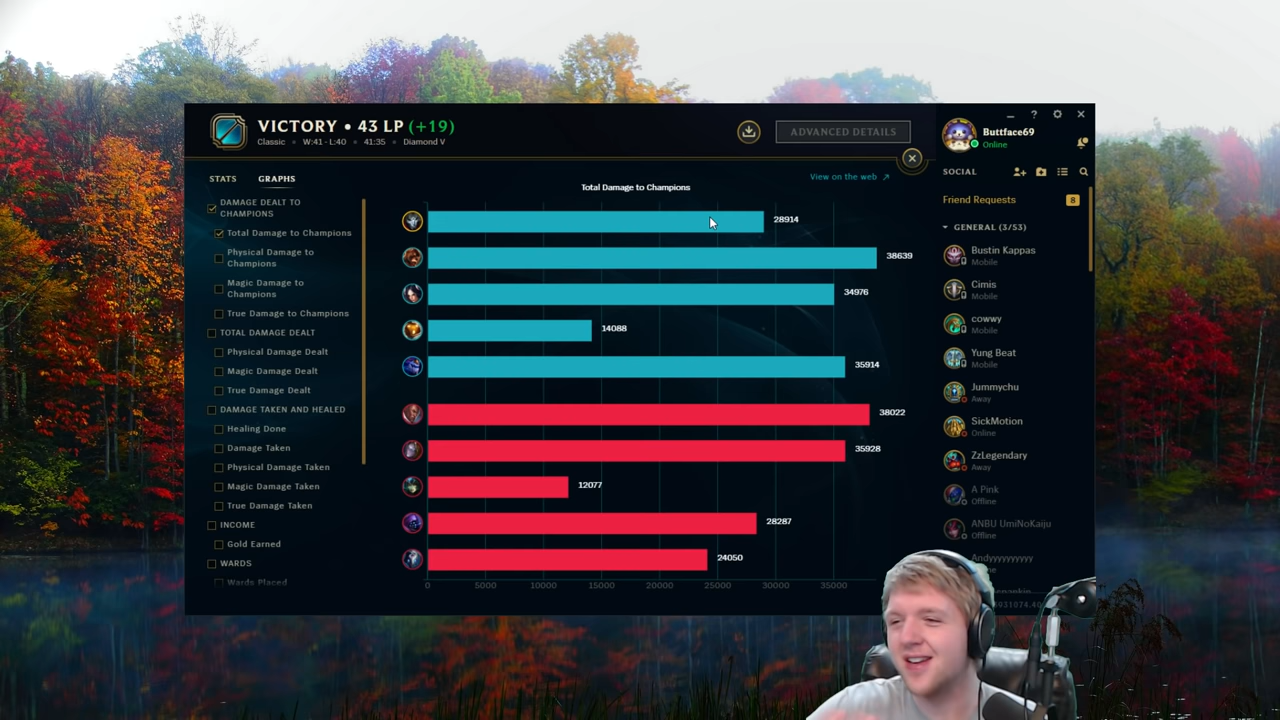 VICTORY • 43 LP (+19)
Classic • W:41 - L:40 • 41:35 • Diamond V
ADVANCED DETAILS
?
Buttface69
Online
STATS
GRAPHS
View on the web
Total Damage to Champions
DAMAGE DEALT TO
CHAMPIONS
Total Damage to Champions
Physical Damage to
Champions
Magic Damage to
Champions
True Damage to Champions
TOTAL DAMAGE DEALT
Physical Damage Dealt
Magic Damage Dealt
True Damage Dealt
DAMAGE TAKEN AND HEALED
Healing Done
Damage Taken
Physical Damage Taken
Magic Damage Taken
True Damage Taken
INCOME
Gold Earned
WARDS
Wards Placed
28914
38639
34976
14088
35914
38022
35928
12077
28287
24050
0 5000 10000 15000 20000 25000 30000 35000
SOCIAL
Friend Requests 8
GENERAL (3/53)
Bustin Kappas
Mobile
Cimis
Mobile
cowwy
Mobile
Yung Beat
Mobile
Jummychu
Away
SickMotion
Online
ZzLegendary
Away
A Pink
Offline
ANBU UmiNoKaiju
Offline